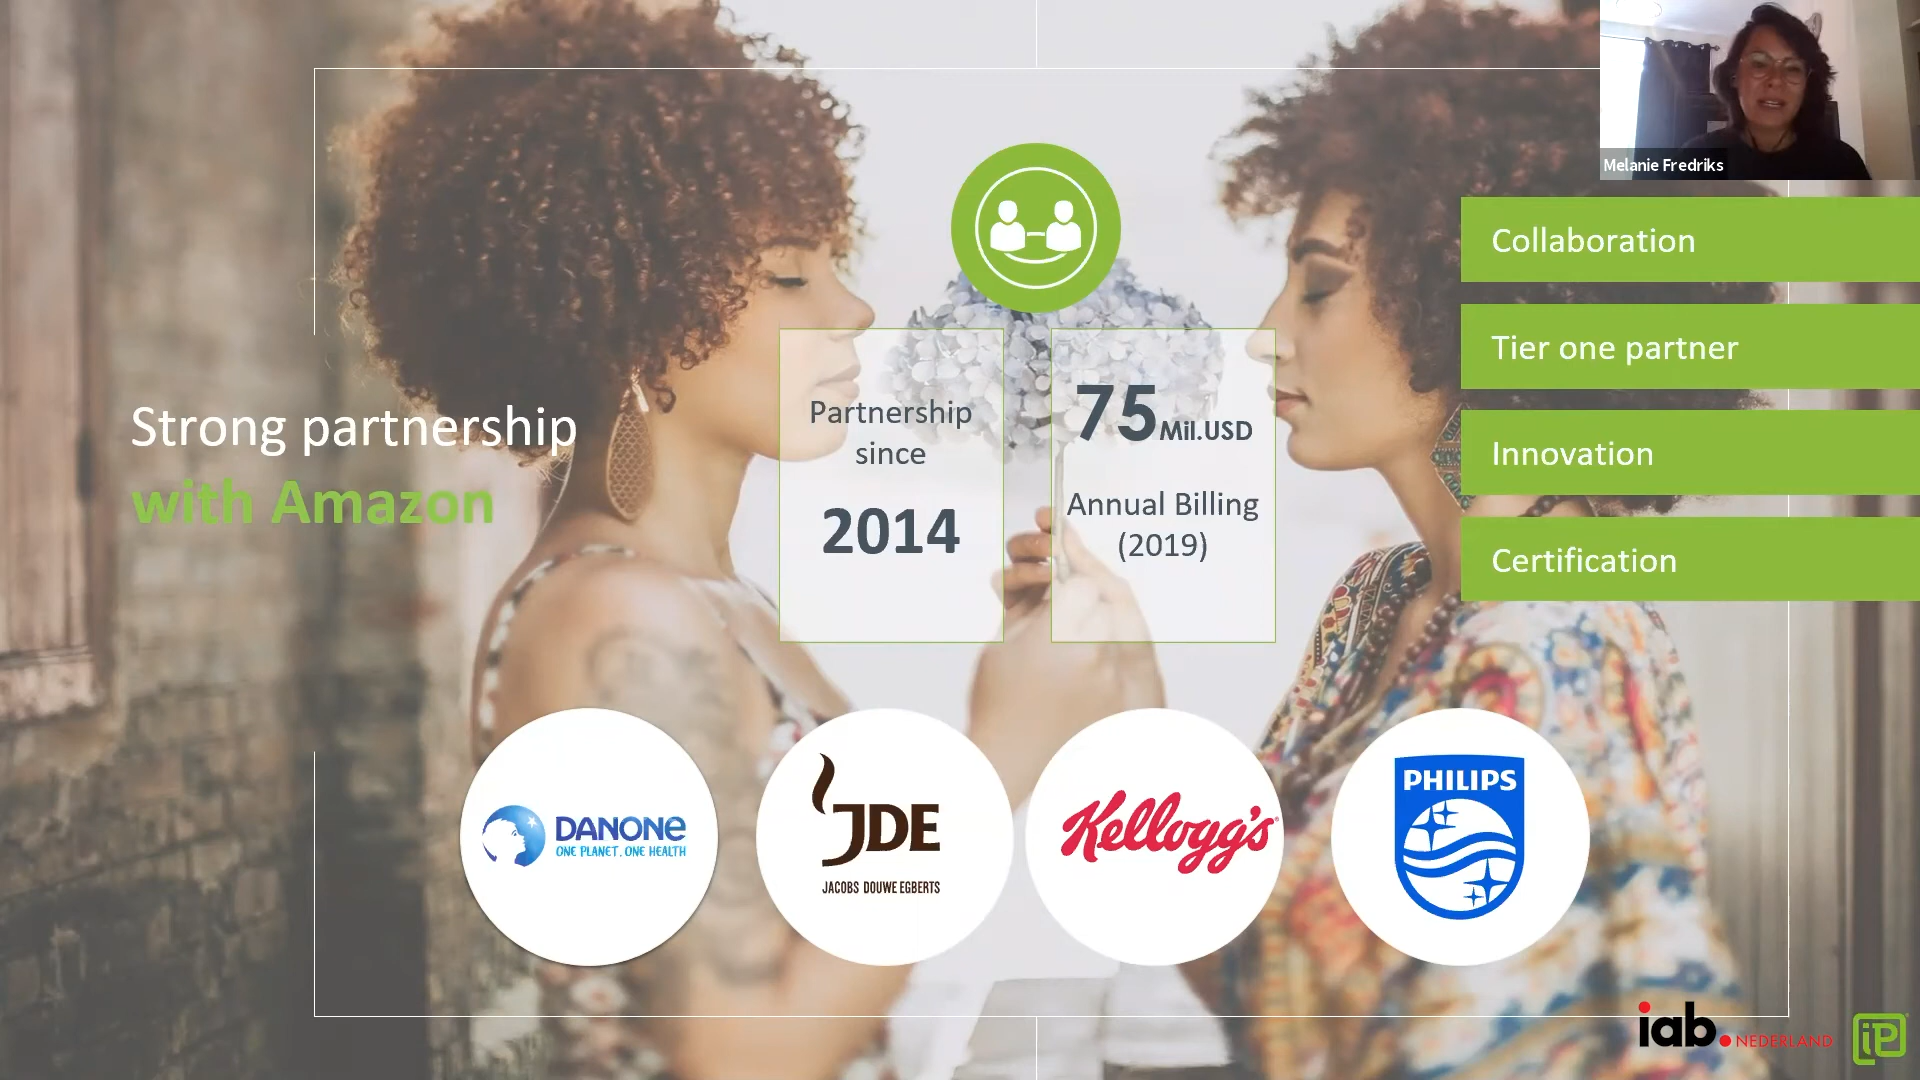 Melanie Fredriks
Collaboration
Tier one partner
Innovation
Certification
Strong partnership
with Amazon
Partnership
since
2014
75 Mil.USD
Annual Billing
(2019)
DANONE
ONE PLANET. ONE HEALTH
JDE
JACOBS DOUWE EGBERTS
Kellogg's
PHILIPS
iab. NEDERLAND
iP